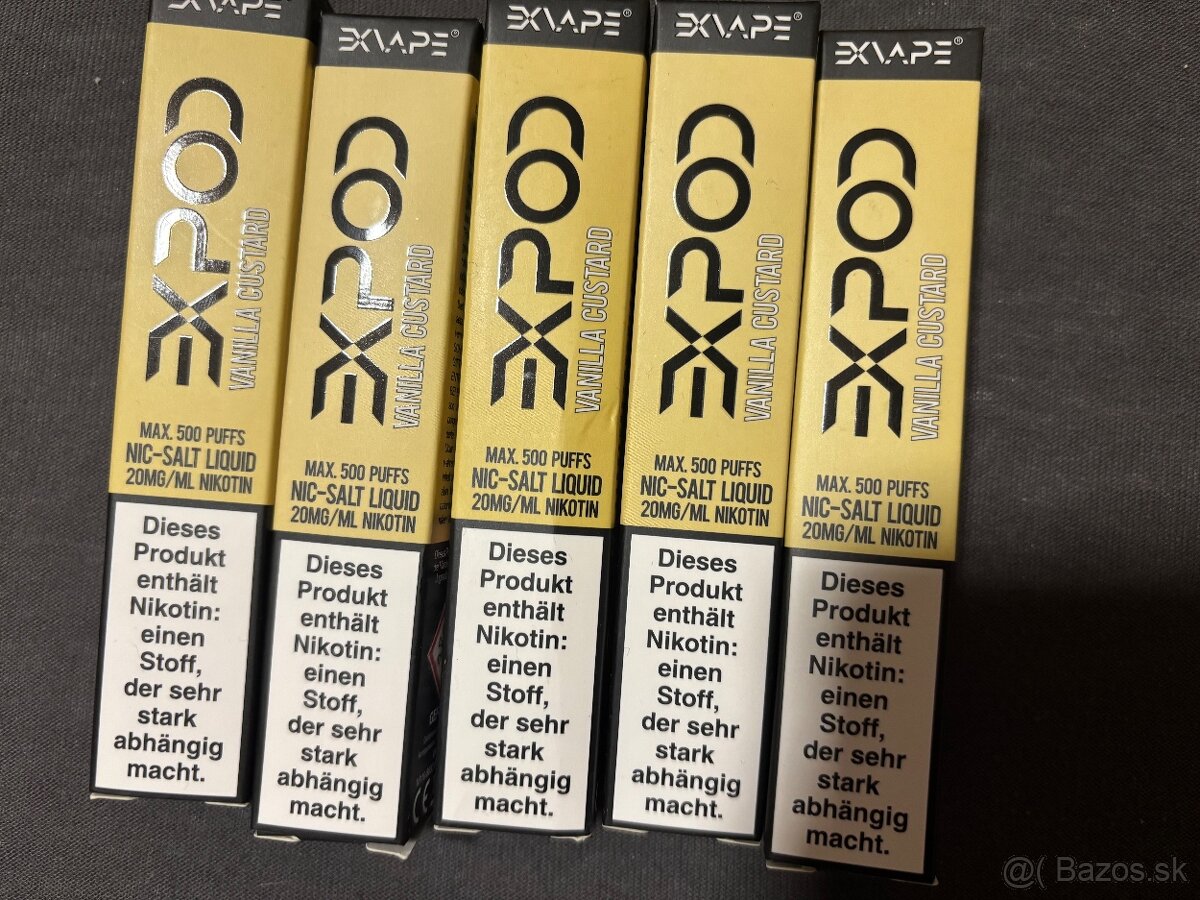 EXVAPE®
EXPOD
VANILLA CUSTARD
MAX. 500 PUFFS
NIC-SALT LIQUID
20MG/ML NIKOTIN
Dieses
Produkt
enthält
Nikotin:
einen
Stoff,
der sehr
stark
abhängig
macht.
EXVAPE®
EXPOD
VANILLA CUSTARD
MAX. 500 PUFFS
NIC-SALT LIQUID
20MG/ML NIKOTIN
Dieses
Produkt
enthält
Nikotin:
einen
Stoff,
der sehr
stark
abhängig
macht.
CE
EXVAPE®
EXPOD
VANILLA CUSTARD
MAX. 500 PUFFS
NIC-SALT LIQUID
20MG/ML NIKOTIN
Dieses
Produkt
enthält
Nikotin:
einen
Stoff,
der sehr
stark
abhängig
macht.
EXVAPE®
EXPOD
VANILLA CUSTARD
MAX. 500 PUFFS
NIC-SALT LIQUID
20MG/ML NIKOTIN
Dieses
Produkt
enthält
Nikotin:
einen
Stoff,
der sehr
stark
abhängig
macht.
EXVAPE®
EXPOD
VANILLA CUSTARD
MAX. 500 PUFFS
NIC-SALT LIQUID
20MG/ML NIKOTIN
Dieses
Produkt
enthält
Nikotin:
einen
Stoff,
der sehr
stark
abhängig
macht.
@( Bazos.sk